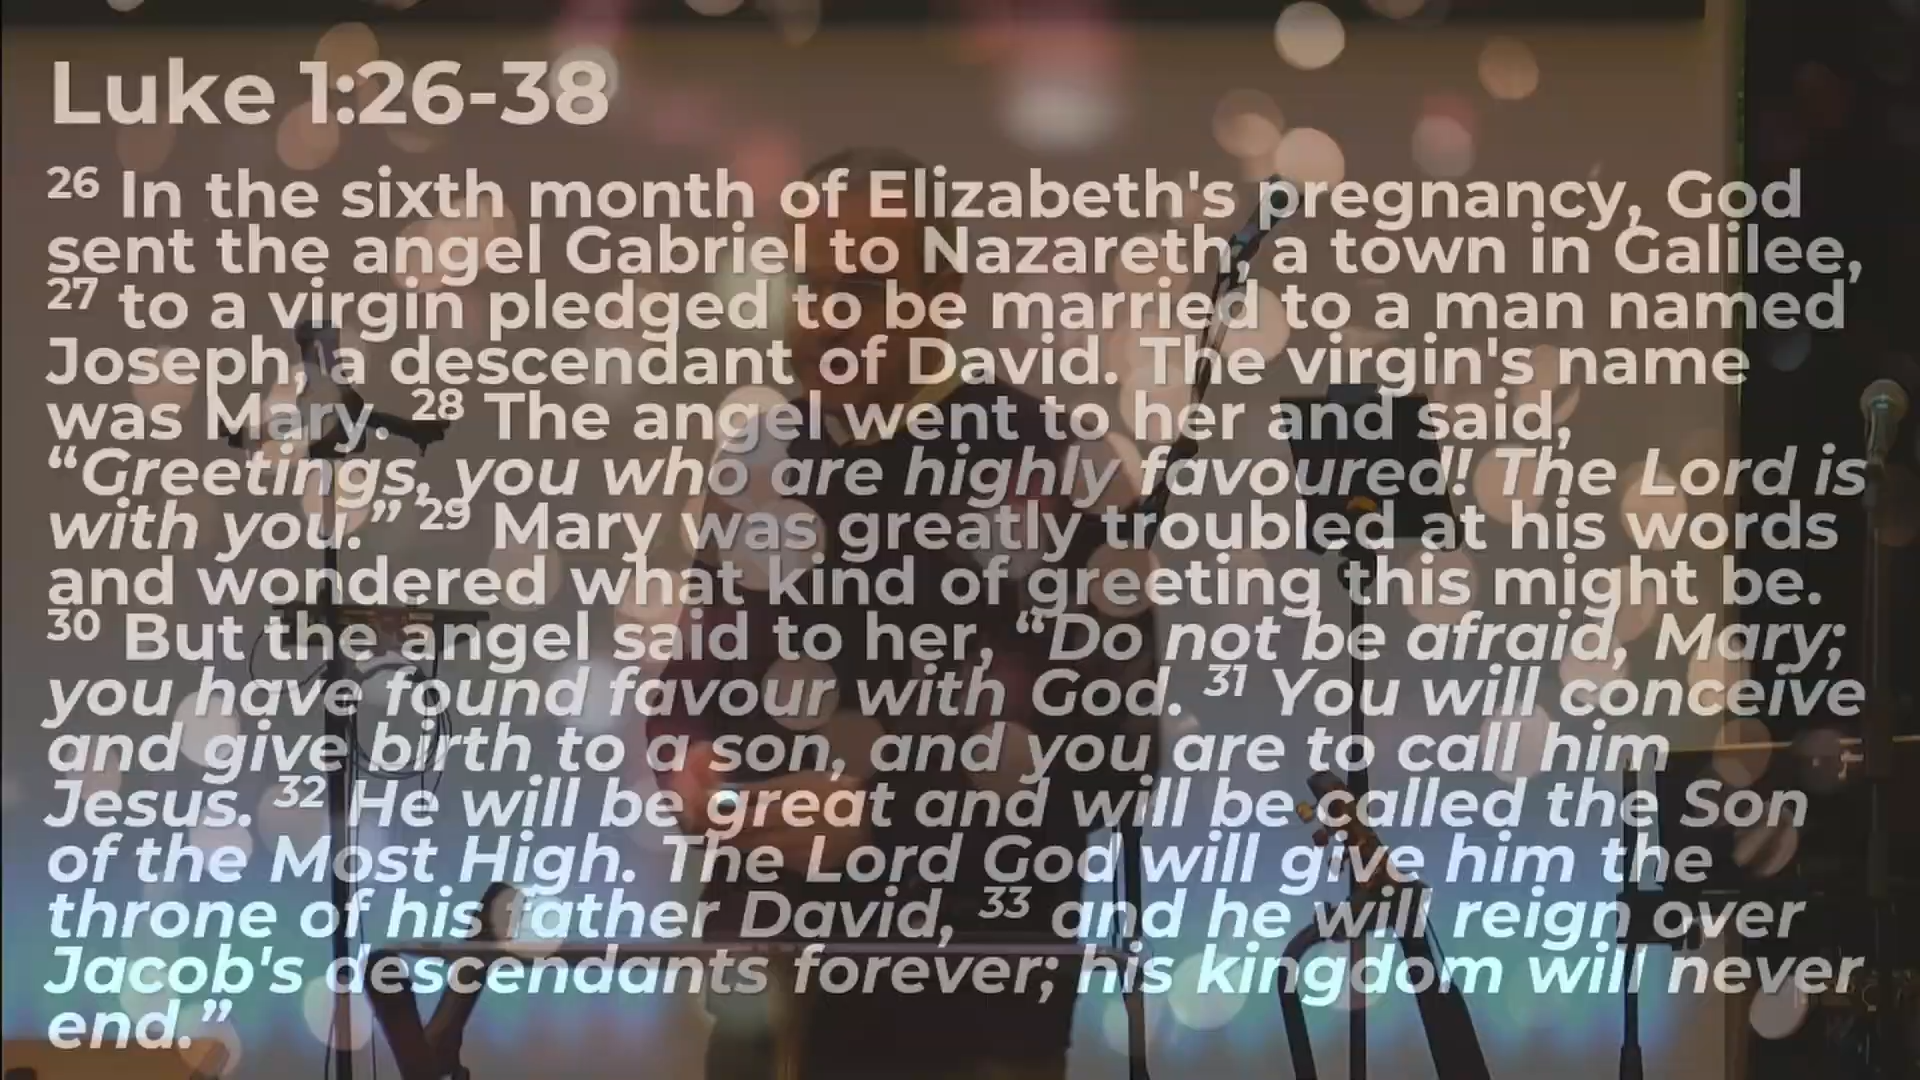 Luke 1:26-38
26 In the sixth month of Elizabeth's pregnancy, God
sent the angel Gabriel to Nazareth, a town in Galilee,
27 to a virgin pledged to be married to a man named
Joseph, a descendant of David. The virgin's name
was Mary. 28 The angel went to her and said,
“Greetings, you who are highly favoured! The Lord is
with you.” 29 Mary was greatly troubled at his words
and wondered what kind of greeting this might be.
30 But the angel said to her, “Do not be afraid, Mary;
you have found favour with God. 31 You will conceive
and give birth to a son, and you are to call him
Jesus. 32 He will be great and will be called the Son
of the Most High. The Lord God will give him the
throne of his father David, 33 and he will reign over
Jacob's descendants forever; his kingdom will never
end.”